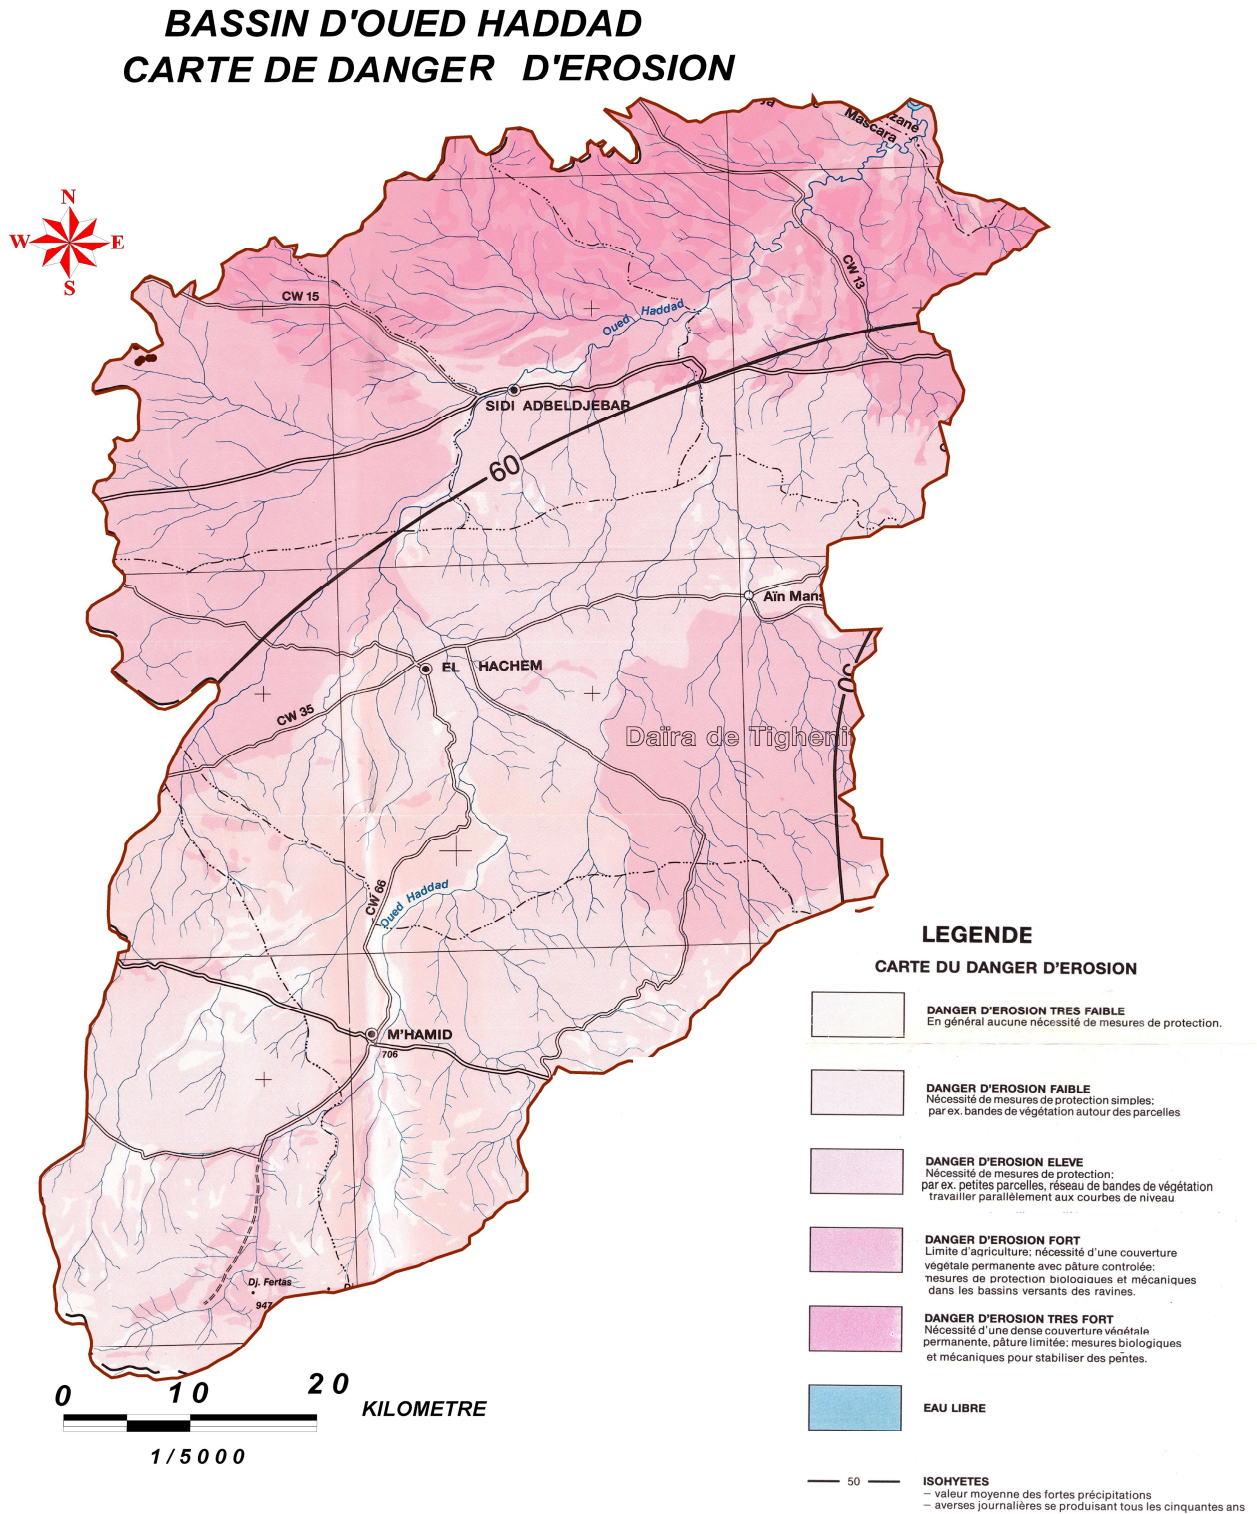 BASSIN D'OUED HADDAD
CARTE DE DANGER D'EROSION
N
W E
S
zané
Mascara
CW 13
CW 15
Oued Haddad
SIDI ADBELDJEBAR
60
Aïn Mans
EL HACHEM
50
CW 35
Daïra de Tigheni
CW 66
Oued Haddad
M'HAMID
706
Dj. Fertas
947
0 10 20
KILOMETRE
1/5000
LEGENDE
CARTE DU DANGER D'EROSION
DANGER D'EROSION TRES FAIBLE
En général aucune nécessité de mesures de protection.
DANGER D'EROSION FAIBLE
Nécessité de mesures de protection simples;
par ex. bandes de végétation autour des parcelles
DANGER D'EROSION ELEVE
Nécessité de mesures de protection;
par ex. petites parcelles, réseau de bandes de végétation
travailler parallèlement aux courbes de niveau
DANGER D'EROSION FORT
Limite d'agriculture; nécessité d'une couverture
végétale permanente avec pâture controlée:
mesures de protection biologiques et mécaniques
dans les bassins versants des ravines.
DANGER D'EROSION TRES FORT
Nécessité d'une dense couverture végétale
permanente, pâture limitée; mesures biologiques
et mécaniques pour stabiliser des pentes.
EAU LIBRE
50
ISOHYETES
– valeur moyenne des fortes précipitations
– averses journalières se produisant tous les cinquantes ans